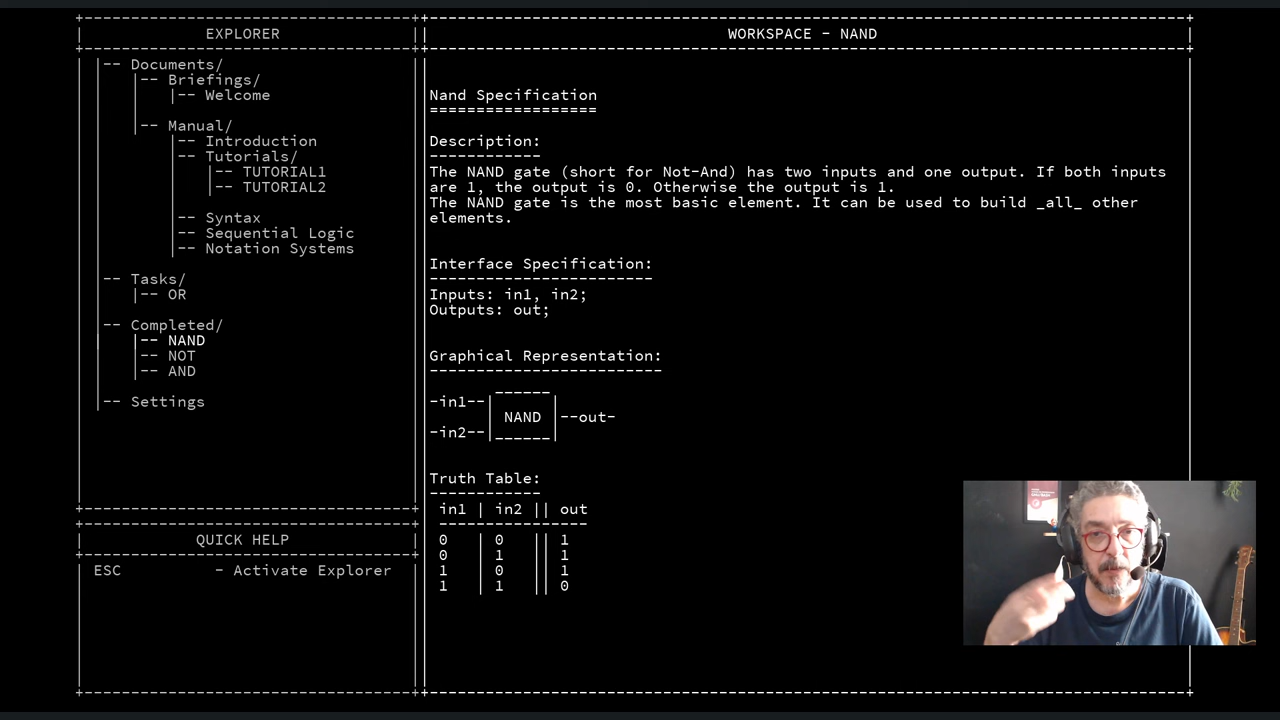 EXPLORER
|-- Documents/
|-- Briefings/
|-- Welcome
|-- Manual/
|-- Introduction
|-- Tutorials/
|-- TUTORIAL1
|-- TUTORIAL2
|-- Syntax
|-- Sequential Logic
|-- Notation Systems
|-- Tasks/
|-- OR
|-- Completed/
|-- NAND
|-- NOT
|-- AND
|-- Settings
QUICK HELP
ESC - Activate Explorer
WORKSPACE - NAND
Nand Specification
==================
Description:
------------
The NAND gate (short for Not-And) has two inputs and one output. If both inputs
are 1, the output is 0. Otherwise the output is 1.
The NAND gate is the most basic element. It can be used to build _all_ other
elements.
Interface Specification:
------------------------
Inputs: in1, in2;
Outputs: out;
Graphical Representation:
-------------------------
-in1--|
| NAND |--out-
-in2--|
Truth Table:
------------
in1 | in2 || out
----------------
0 | 0 || 1
0 | 1 || 1
1 | 0 || 1
1 | 1 || 0